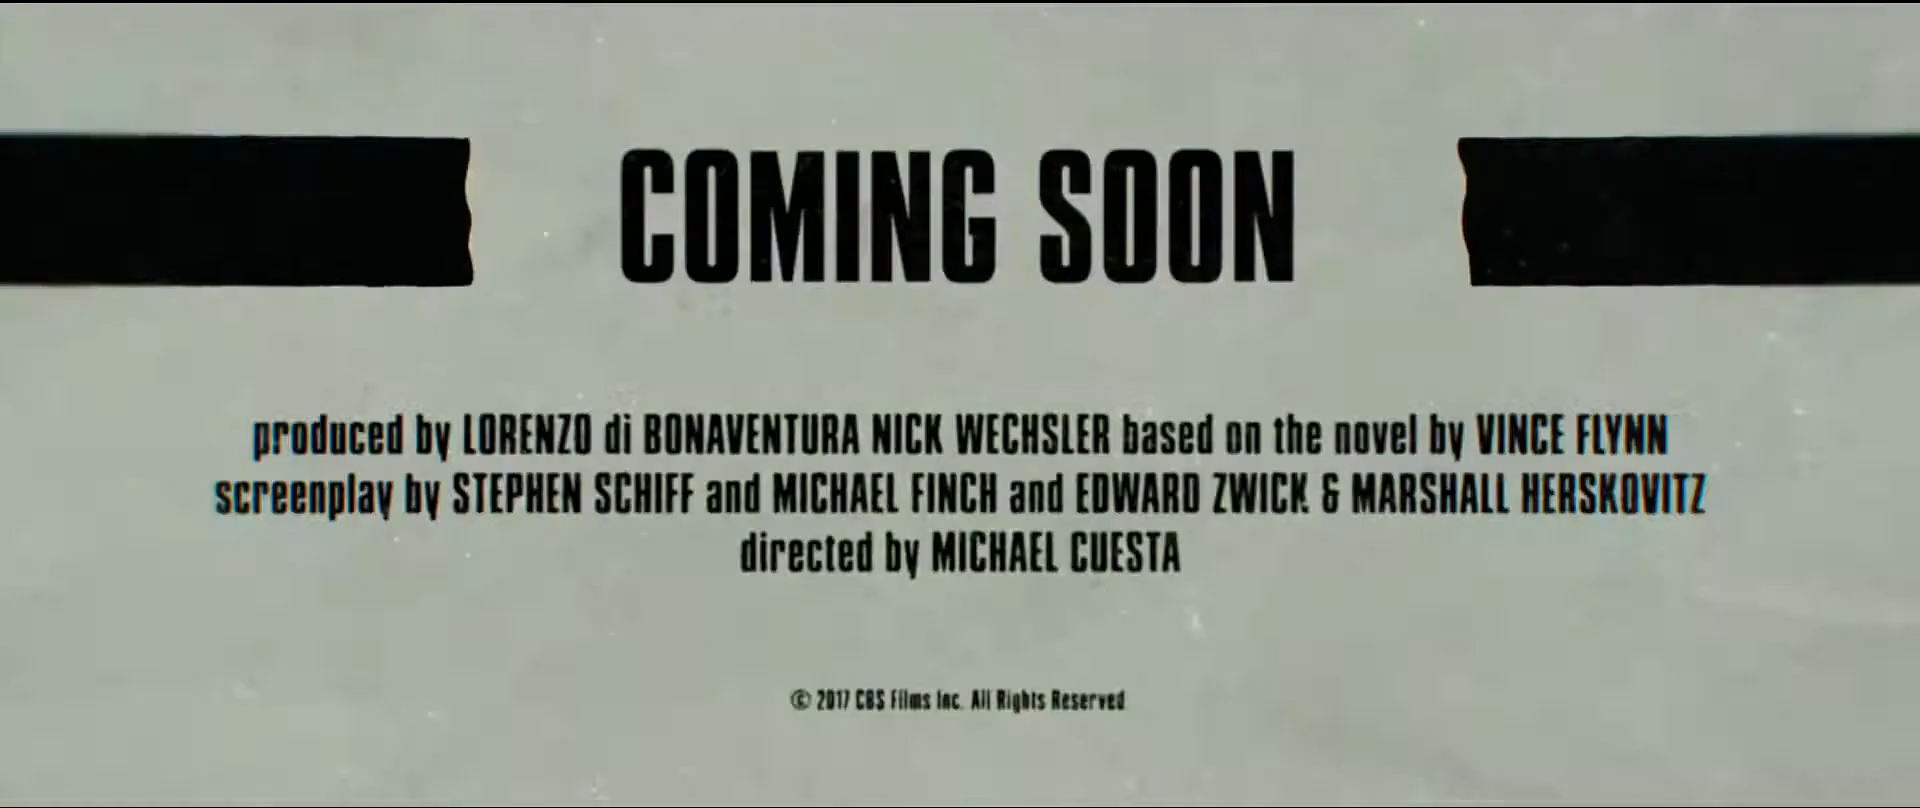 COMING SOON
produced by LORENZO di BONAVENTURA NICK WECHSLER based on the novel by VINCE FLYNN
screenplay by STEPHEN SCHIFF and MICHAEL FINCH and EDWARD ZWICK & MARSHALL HERSKOVITZ
directed by MICHAEL CUESTA
© 2017 CBS Films Inc. All Rights Reserved